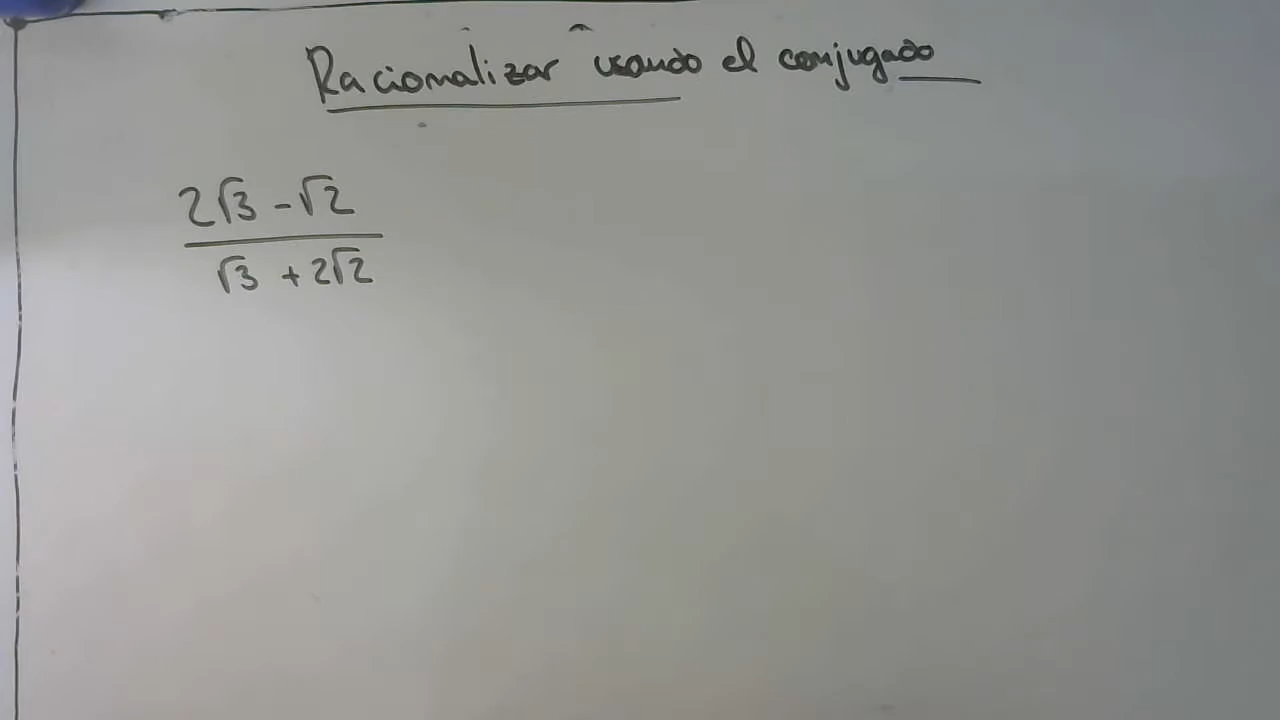 Racionalizar usando el conjugado
2√3 - √2
√3 + 2√2